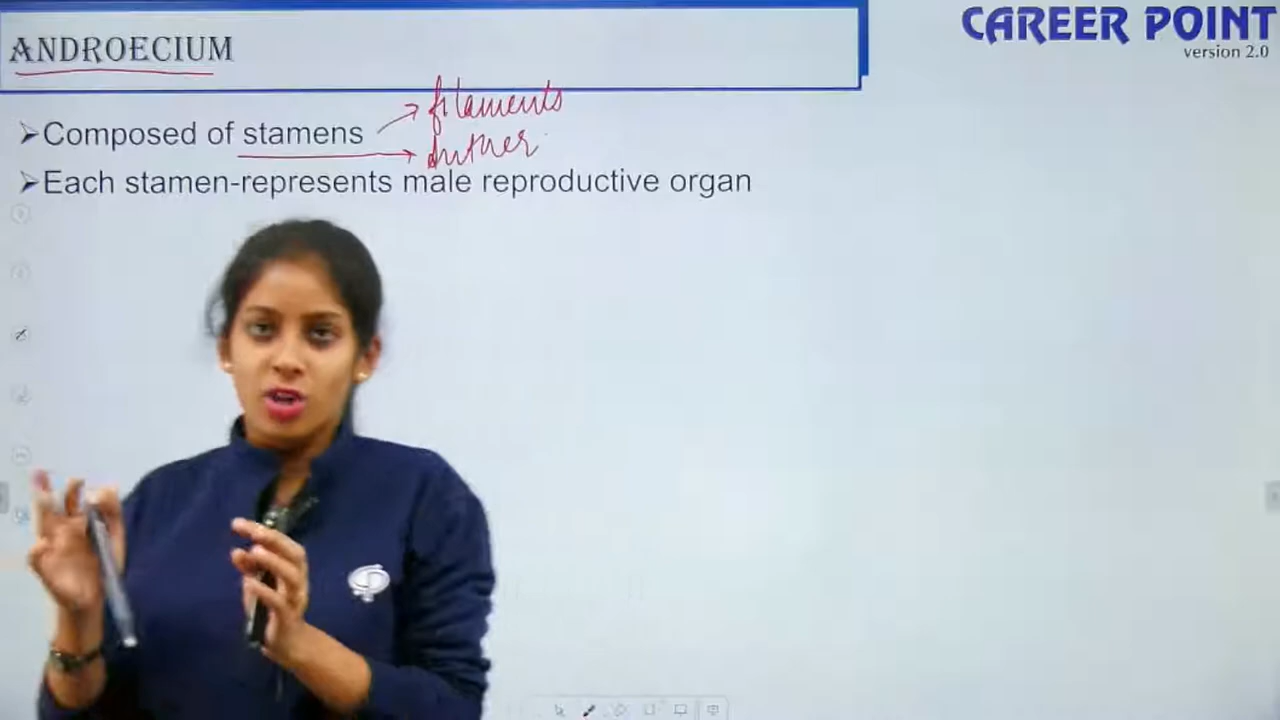 ANDROECIUM
CAREER POINT
version 2.0
filaments
➢Composed of stamens
Anther
➢Each stamen-represents male reproductive organ